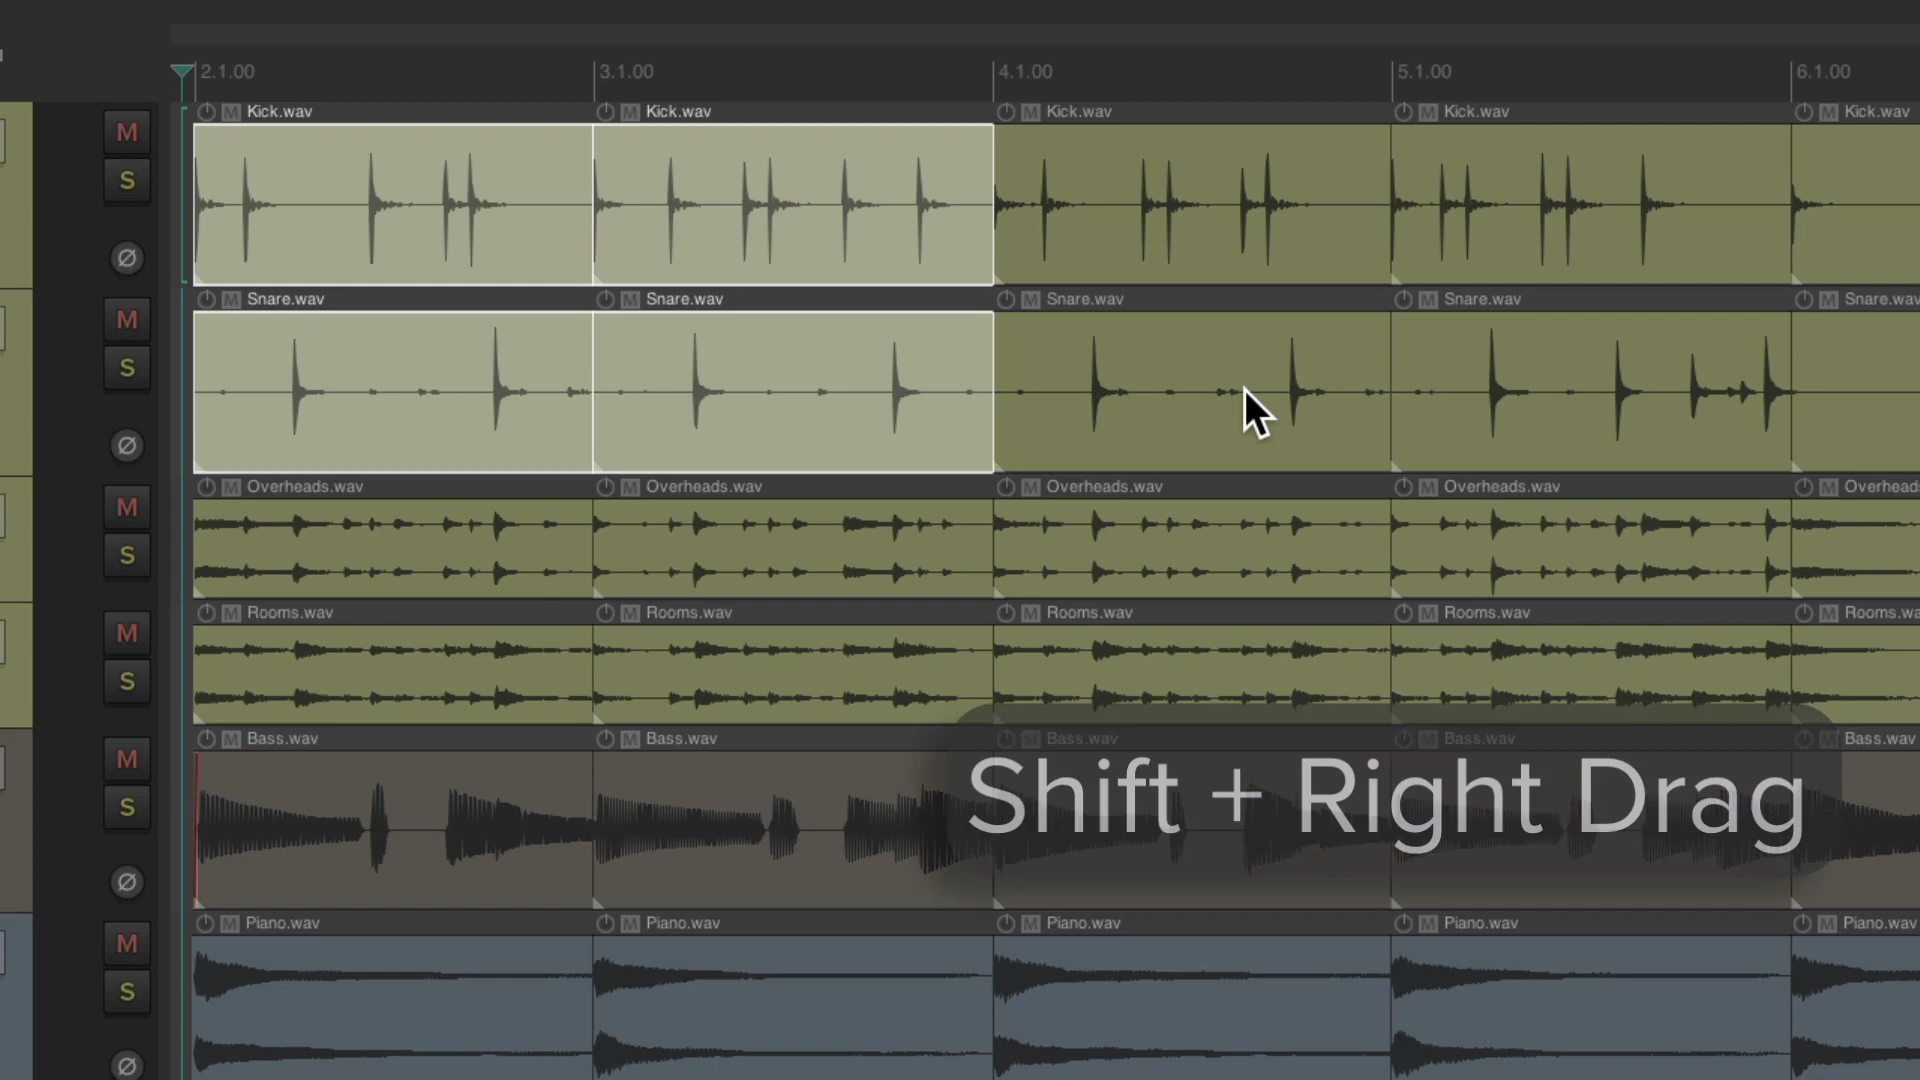 2.1.00 3.1.00 4.1.00 5.1.00 6.1.00
M Kick.wav M Kick.wav M Kick.wav M Kick.wav M Kick.wav
M
S
Ø
M Snare.wav M Snare.wav M Snare.wav M Snare.wav M Snare.wav
M
S
Ø
M Overheads.wav M Overheads.wav M Overheads.wav M Overheads.wav M Overheads
M
S
M Rooms.wav M Rooms.wav M Rooms.wav M Rooms.wav M Rooms.wa
M
S
M Bass.wav M Bass.wav M Bass.wav M Bass.wav M Bass.wav
M
S
Shift + Right Drag
Ø
M Piano.wav M Piano.wav M Piano.wav M Piano.wav M Piano.wav
M
S
Ø